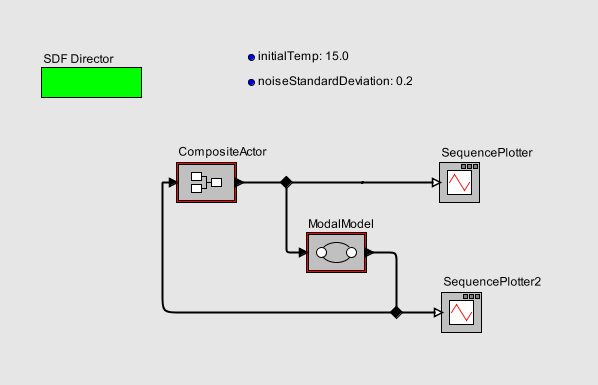 SDF Director
initialTemp: 15.0
noiseStandardDeviation: 0.2
CompositeActor
SequencePlotter
ModalModel
SequencePlotter2